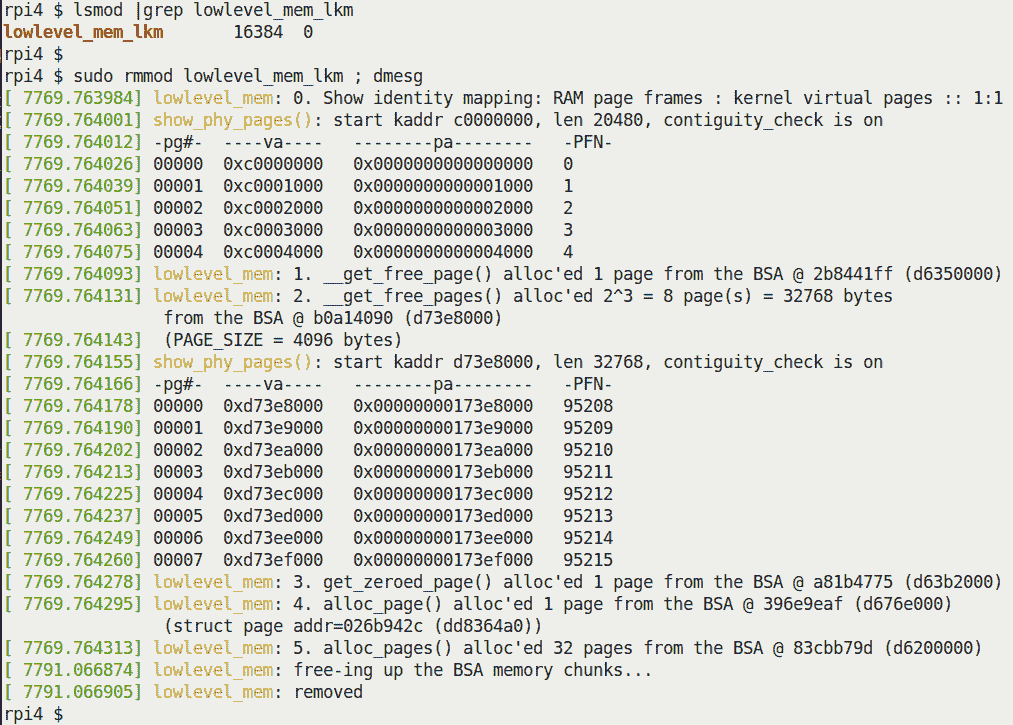 rpi4 $ lsmod |grep lowlevel_mem_lkm
lowlevel_mem_lkm       16384  0
rpi4 $
rpi4 $ sudo rmmod lowlevel_mem_lkm ; dmesg
[ 7769.763984] lowlevel_mem: 0. Show identity mapping: RAM page frames : kernel virtual pages :: 1:1
[ 7769.764001] show_phy_pages(): start kaddr c0000000, len 20480, contiguity_check is on
[ 7769.764012] -pg#-  ----va----   --------pa--------   -PFN-
[ 7769.764026] 00000  0xc0000000   0x0000000000000000   0
[ 7769.764039] 00001  0xc0001000   0x0000000000001000   1
[ 7769.764051] 00002  0xc0002000   0x0000000000002000   2
[ 7769.764063] 00003  0xc0003000   0x0000000000003000   3
[ 7769.764075] 00004  0xc0004000   0x0000000000004000   4
[ 7769.764093] lowlevel_mem: 1. __get_free_page() alloc'ed 1 page from the BSA @ 2b8441ff (d6350000)
[ 7769.764131] lowlevel_mem: 2. __get_free_pages() alloc'ed 2^3 = 8 page(s) = 32768 bytes
                from the BSA @ b0a14090 (d73e8000)
[ 7769.764143]  (PAGE_SIZE = 4096 bytes)
[ 7769.764155] show_phy_pages(): start kaddr d73e8000, len 32768, contiguity_check is on
[ 7769.764166] -pg#-  ----va----   --------pa--------   -PFN-
[ 7769.764178] 00000  0xd73e8000   0x00000000173e8000   95208
[ 7769.764190] 00001  0xd73e9000   0x00000000173e9000   95209
[ 7769.764202] 00002  0xd73ea000   0x00000000173ea000   95210
[ 7769.764213] 00003  0xd73eb000   0x00000000173eb000   95211
[ 7769.764225] 00004  0xd73ec000   0x00000000173ec000   95212
[ 7769.764237] 00005  0xd73ed000   0x00000000173ed000   95213
[ 7769.764249] 00006  0xd73ee000   0x00000000173ee000   95214
[ 7769.764260] 00007  0xd73ef000   0x00000000173ef000   95215
[ 7769.764278] lowlevel_mem: 3. get_zeroed_page() alloc'ed 1 page from the BSA @ a81b4775 (d63b2000)
[ 7769.764295] lowlevel_mem: 4. alloc_page() alloc'ed 1 page from the BSA @ 396e9eaf (d676e000)
                (struct page addr=026b942c (dd8364a0))
[ 7769.764313] lowlevel_mem: 5. alloc_pages() alloc'ed 32 pages from the BSA @ 83cbb79d (d6200000)
[ 7791.066874] lowlevel_mem: free-ing up the BSA memory chunks...
[ 7791.066905] lowlevel_mem: removed
rpi4 $